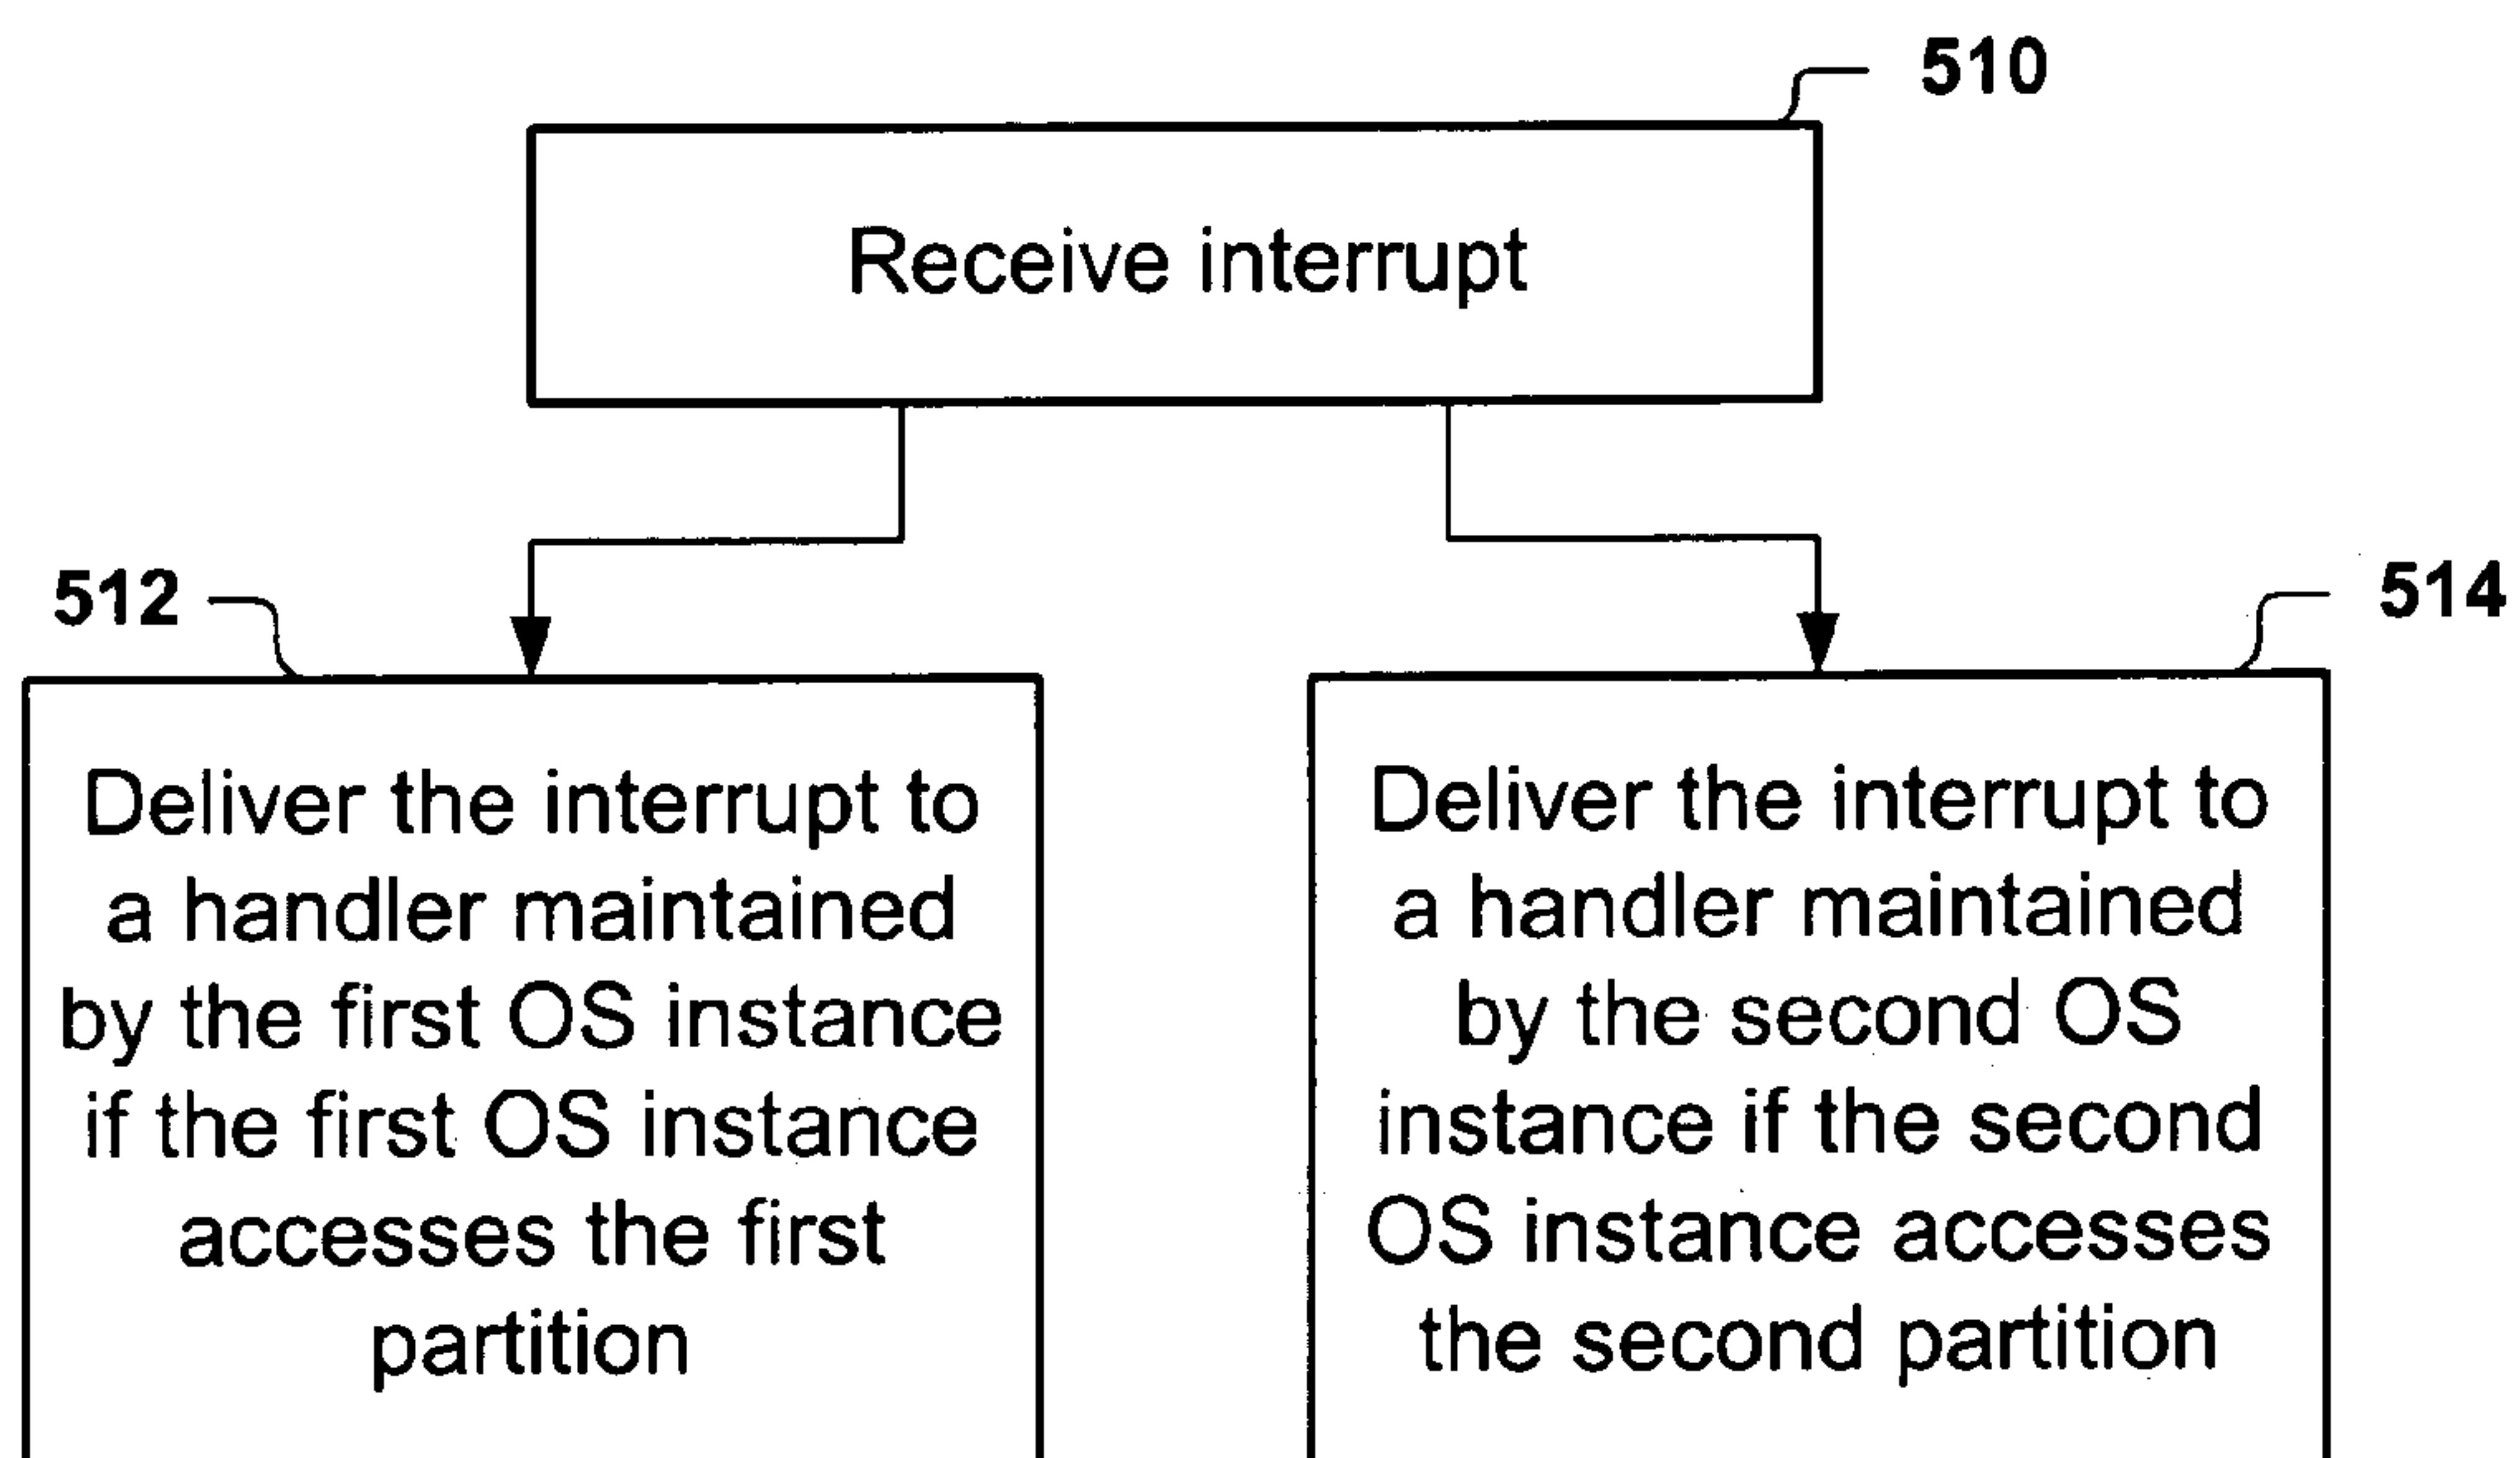 510
Receive interrupt
512
514
Deliver the interrupt to
a handler maintained
by the first OS instance
if the first OS instance
accesses the first
partition
Deliver the interrupt to
a handler maintained
by the second OS
instance if the second
OS instance accesses
the second partition